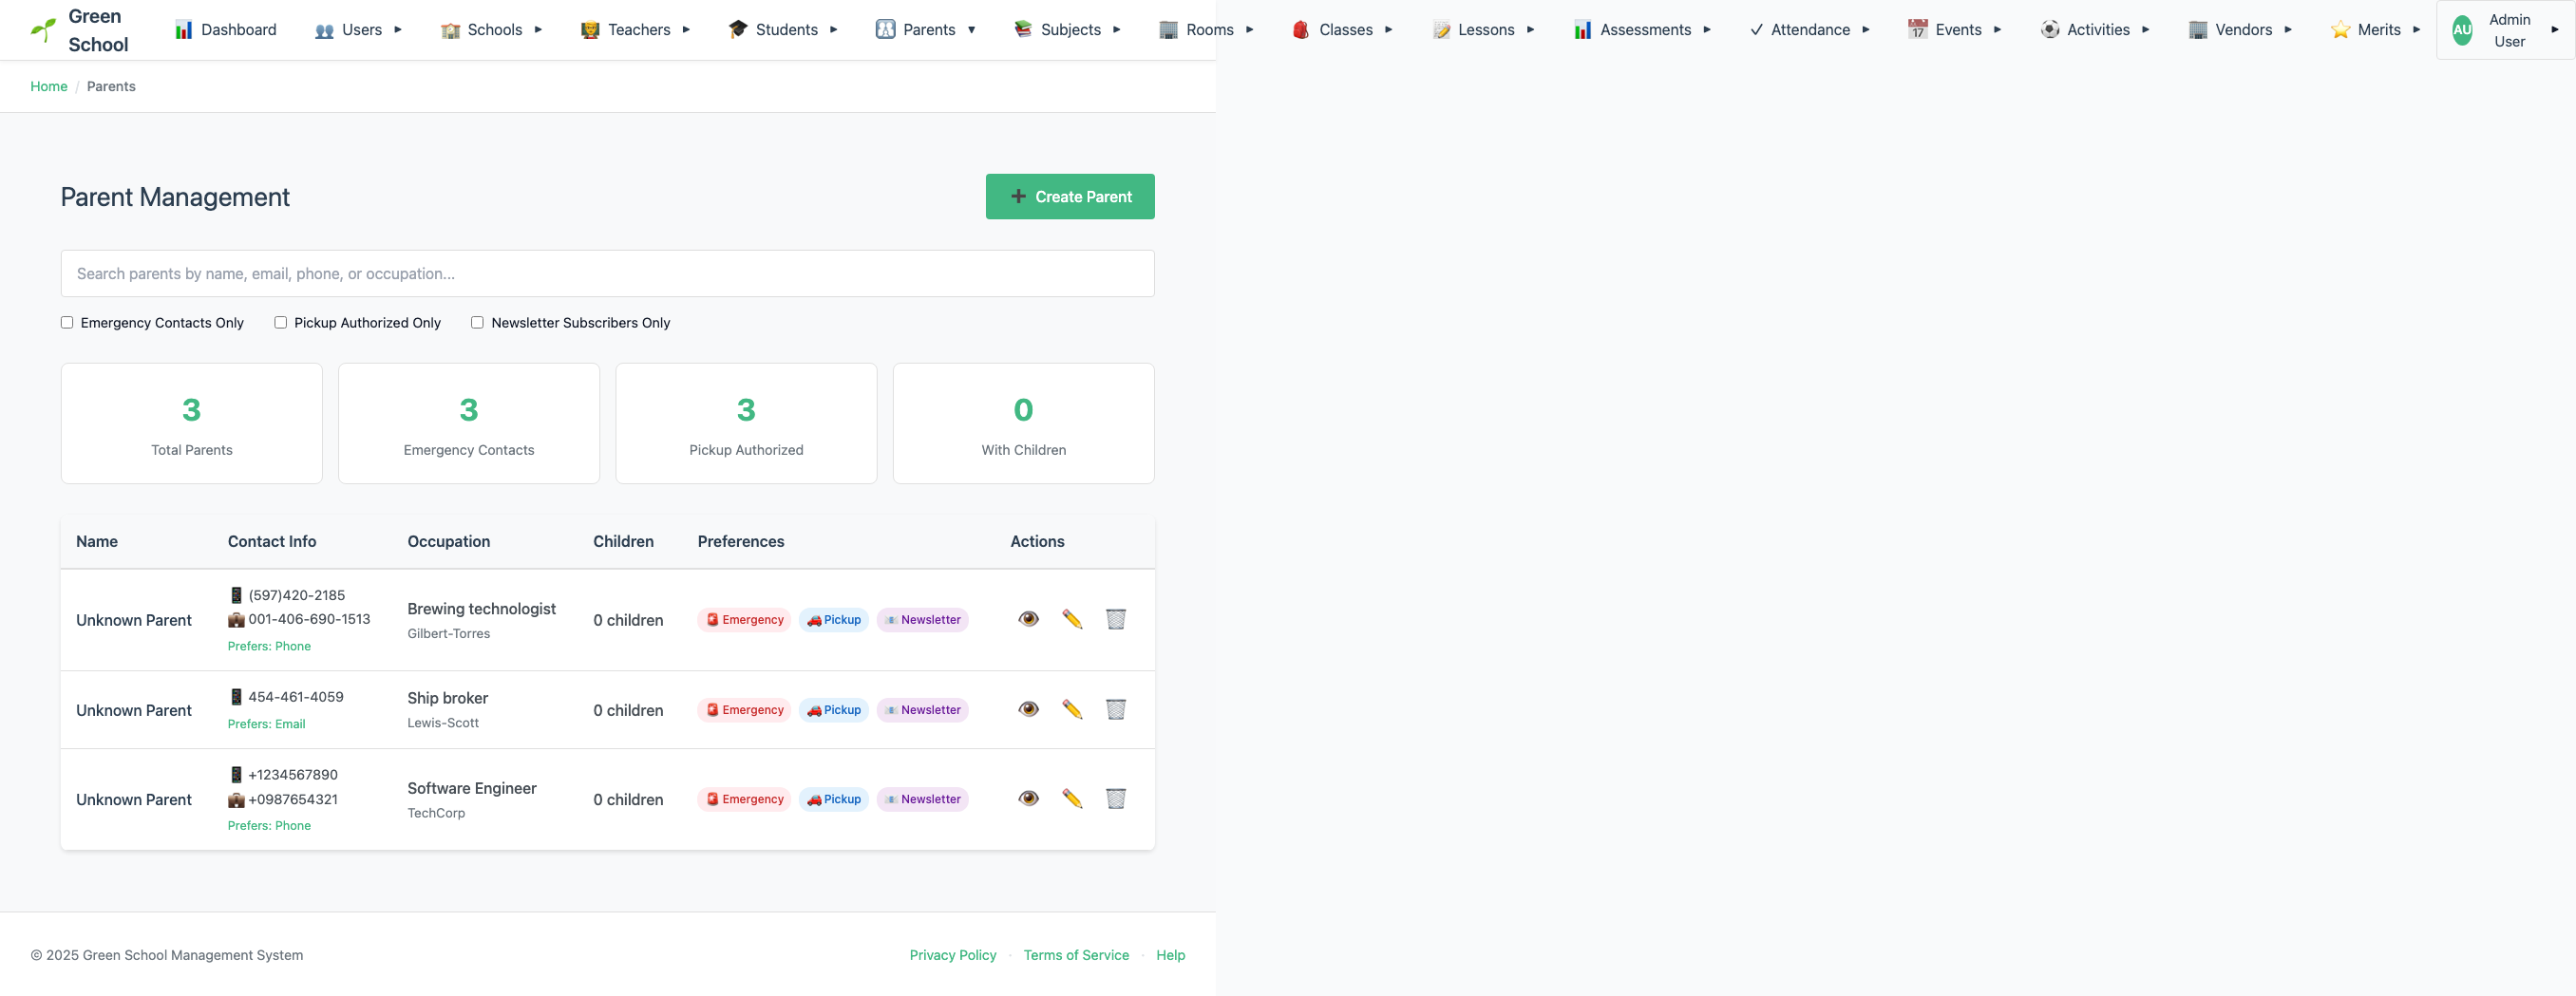 Green School
Dashboard
Users
Schools
Teachers
Students
Parents
Subjects
Rooms
Classes
Lessons
Assessments
Attendance
Events
Activities
Vendors
Merits
AU
Admin User
Home / Parents
Parent Management
Create Parent
Search parents by name, email, phone, or occupation...
Emergency Contacts Only
Pickup Authorized Only
Newsletter Subscribers Only
3
Total Parents
3
Emergency Contacts
3
Pickup Authorized
0
With Children
Name Contact Info Occupation Children Preferences Actions
Unknown Parent
(597)420-2185
001-406-690-1513
Prefers: Phone
Brewing technologist
Gilbert-Torres
0 children
Emergency Pickup Newsletter
Unknown Parent
454-461-4059
Prefers: Email
Ship broker
Lewis-Scott
0 children
Emergency Pickup Newsletter
Unknown Parent
+1234567890
+0987654321
Prefers: Phone
Software Engineer
TechCorp
0 children
Emergency Pickup Newsletter
© 2025 Green School Management System
Privacy Policy · Terms of Service · Help